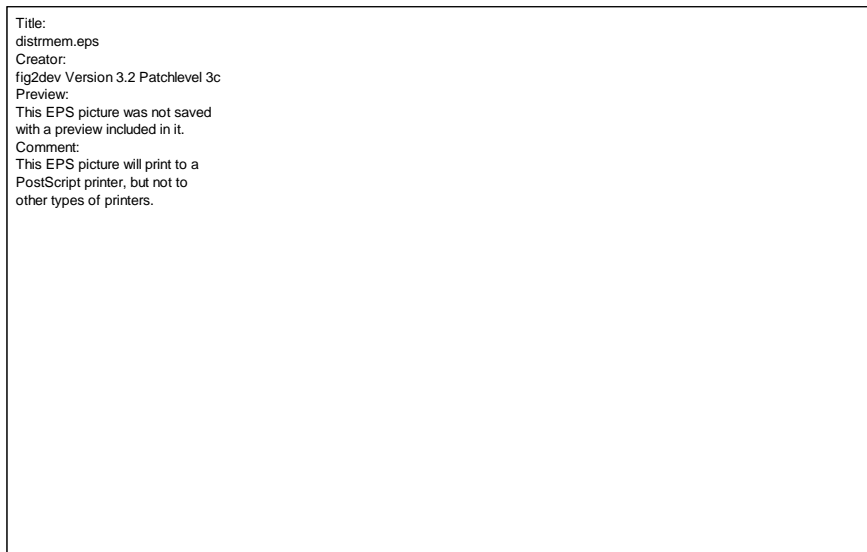 Title:
distrmem.eps
Creator:
fig2dev Version 3.2 Patchlevel 3c
Preview:
This EPS picture was not saved
with a preview included in it.
Comment:
This EPS picture will print to a
PostScript printer, but not to
other types of printers.